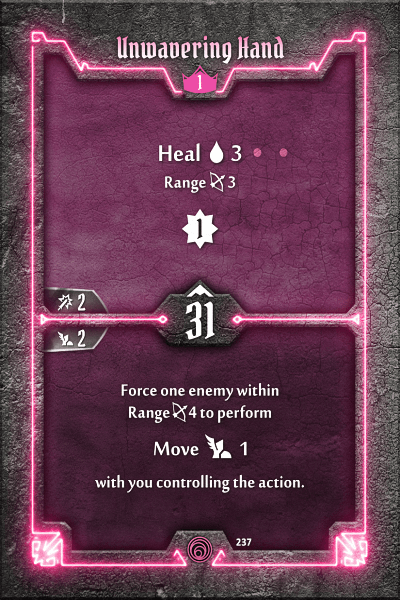 Unwavering Hand
1
Heal 3
Range 3
1
2
31
2
Force one enemy within
Range 4 to perform
Move 1
with you controlling the action.
237